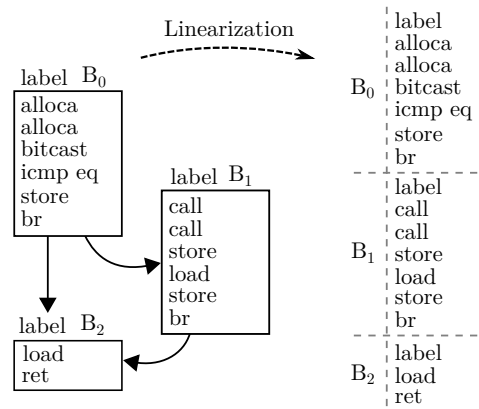 Linearization
label B0
alloca
alloca
bitcast
icmp eq
store
br
label B1
call
call
store
load
store
br
label B2
load
ret
B0
label
alloca
alloca
bitcast
icmp eq
store
br
B1
label
call
call
store
load
store
br
B2
label
load
ret